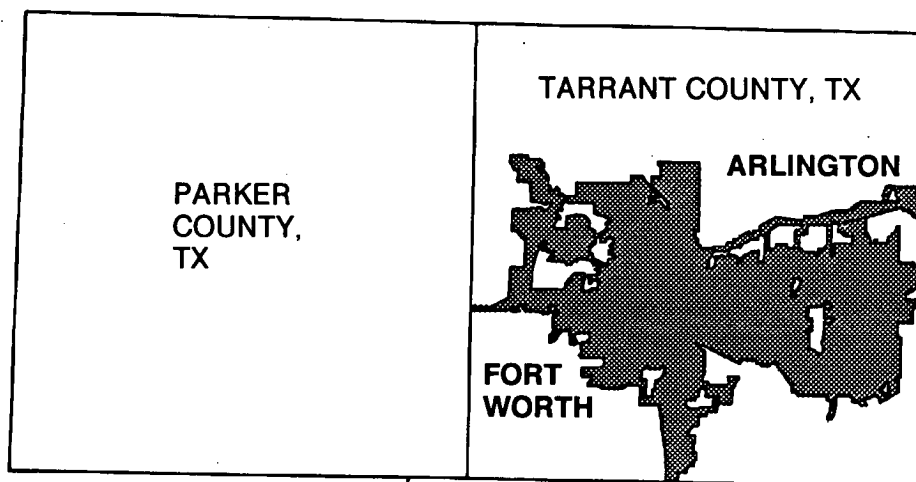 TARRANT COUNTY, TX
ARLINGTON
PARKER
COUNTY,
TX
FORT
WORTH